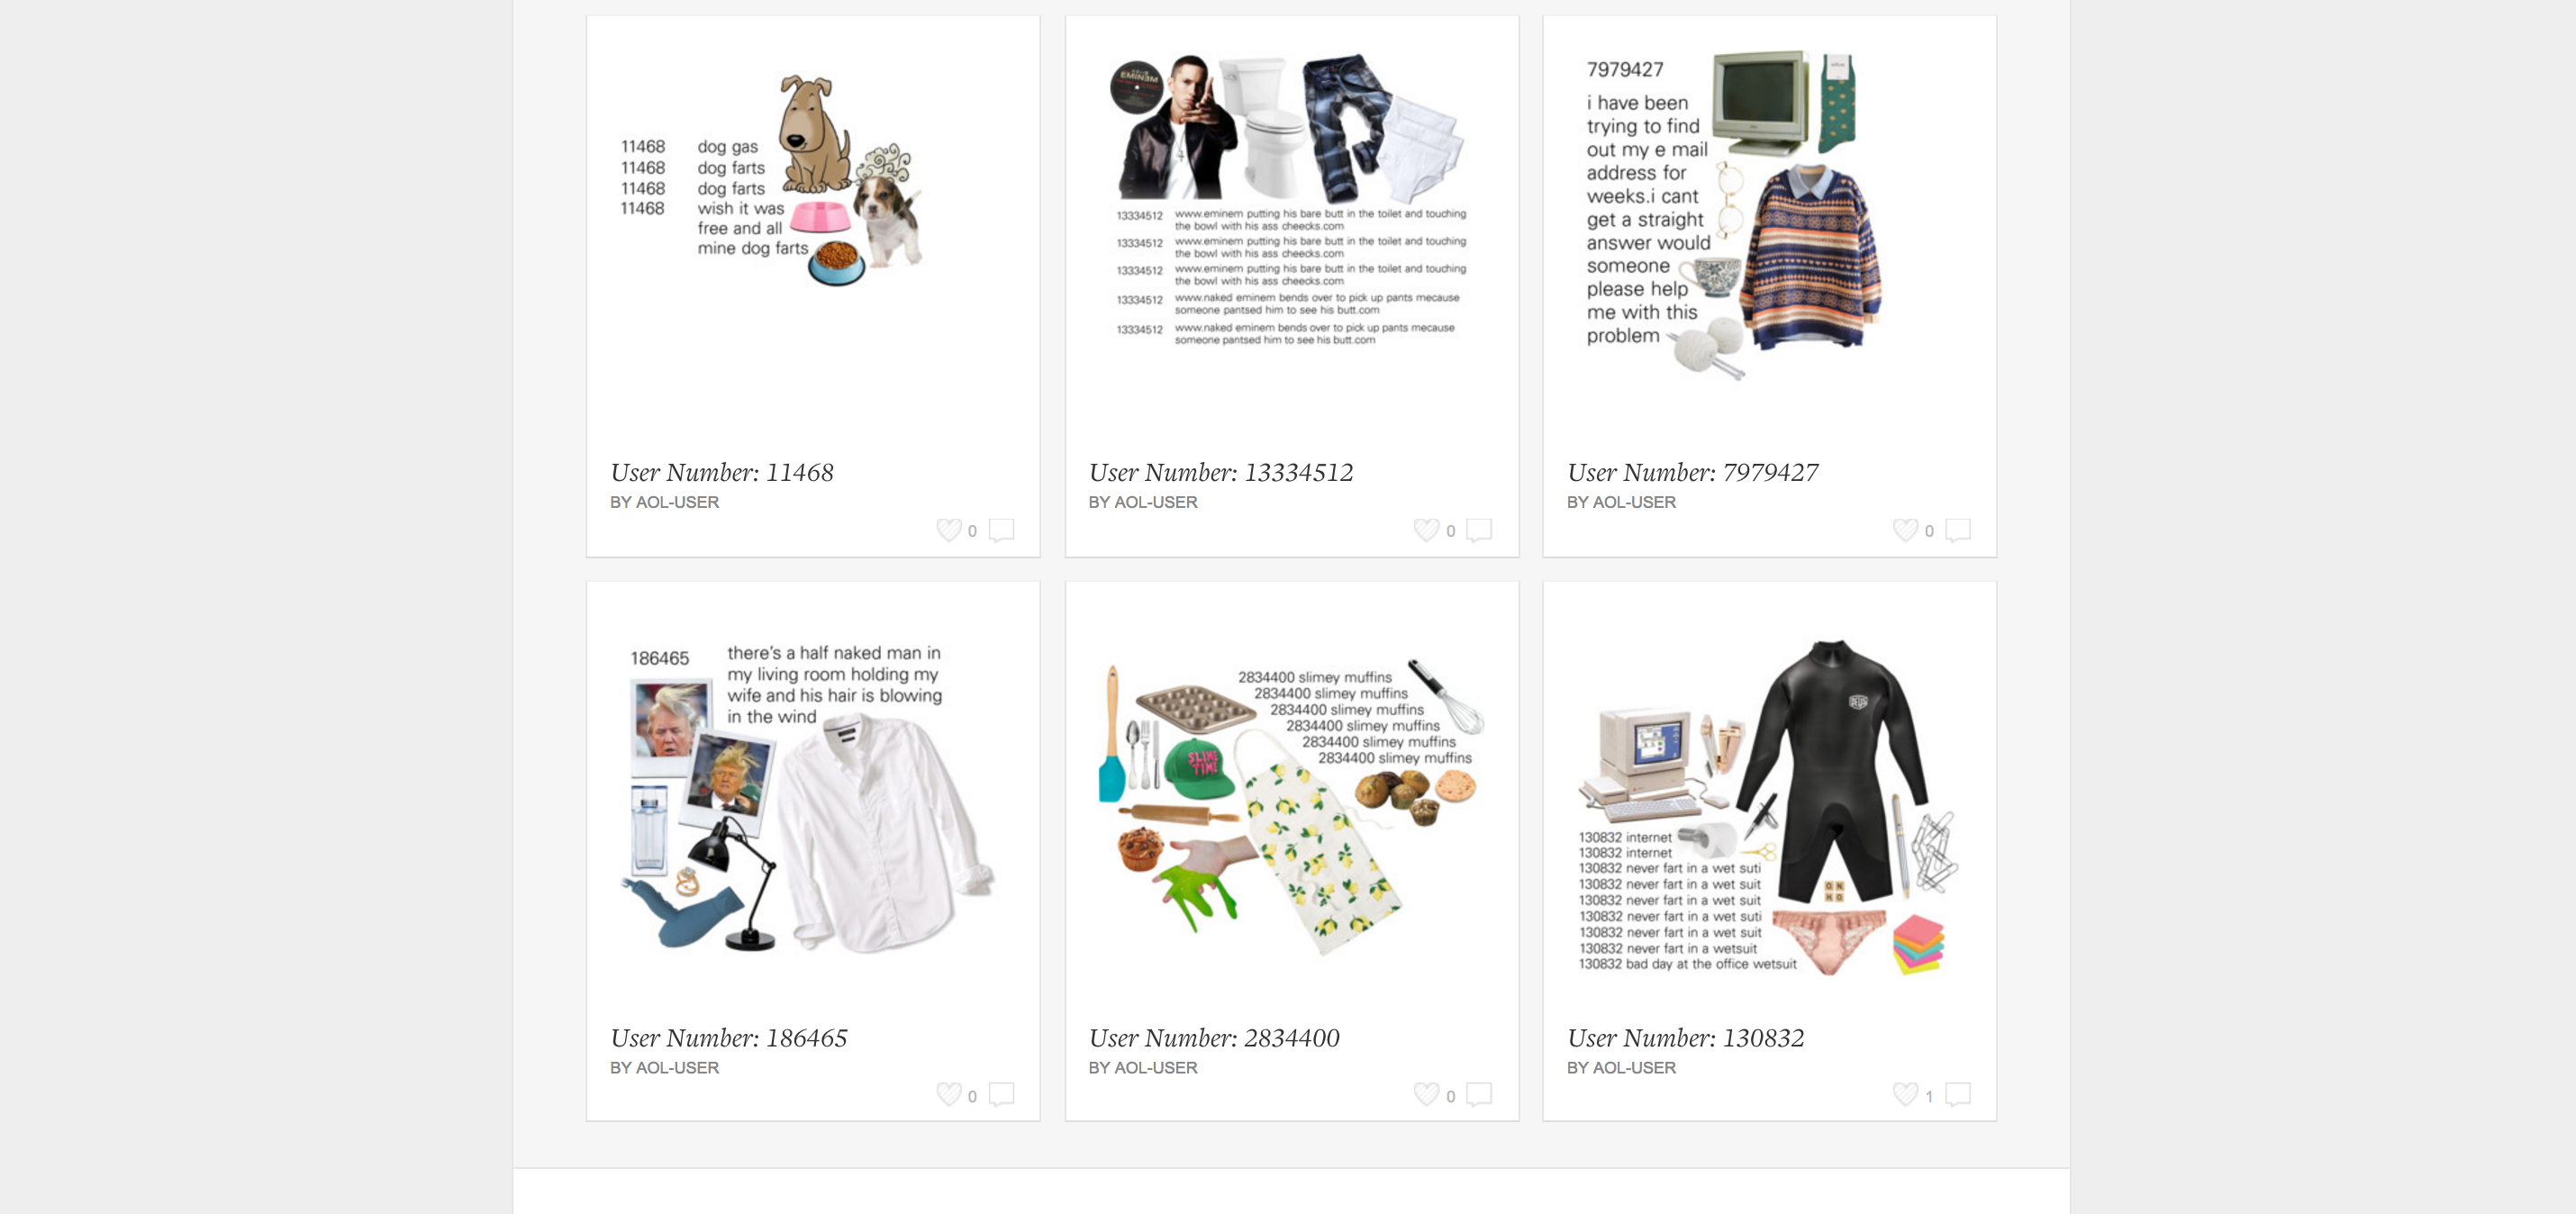 11468 dog gas
11468 dog farts
11468 dog farts
11468 wish it was
free and all
mine dog farts
User Number: 11468
BY AOL-USER
0
EMINEM
13334512 www.eminem putting his bare butt in the toilet and touching
the bowl with his ass cheecks.com
13334512 www.eminem putting his bare butt in the toilet and touching
the bowl with his ass cheecks.com
13334512 www.eminem putting his bare butt in the toilet and touching
the bowl with his ass cheecks.com
13334512 www.naked eminem bends over to pick up pants mecause
someone pantsed him to see his butt.com
13334512 www.naked eminem bends over to pick up pants mecause
someone pantsed him to see his butt.com
User Number: 13334512
BY AOL-USER
0
7979427
i have been
trying to find
out my e mail
address for
weeks.i cant
get a straight
answer would
someone
please help
me with this
problem
User Number: 7979427
BY AOL-USER
0
186465
there's a half naked man in
my living room holding my
wife and his hair is blowing
in the wind
User Number: 186465
BY AOL-USER
0
2834400 slimey muffins
2834400 slimey muffins
2834400 slimey muffins
2834400 slimey muffins
2834400 slimey muffins
2834400 slimey muffins
SLIME
TIME
User Number: 2834400
BY AOL-USER
0
130832 internet
130832 internet
130832 never fart in a wet suti
130832 never fart in a wet suit
130832 never fart in a wet suit
130832 never fart in a wet suti
130832 never fart in a wet suit
130832 never fart in a wetsuit
130832 bad day at the office wetsuit
ON
HO
User Number: 130832
BY AOL-USER
1